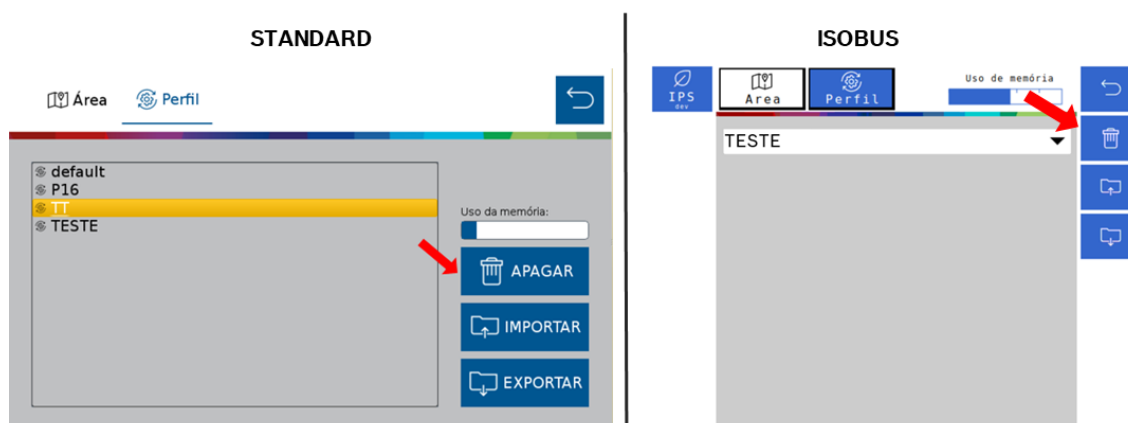 STANDARD
Área
Perfil
default
P16
TT
TESTE
Uso da memória:
APAGAR
IMPORTAR
EXPORTAR
ISOBUS
IPS
dev
Area
Perfil
Uso de menória
TESTE